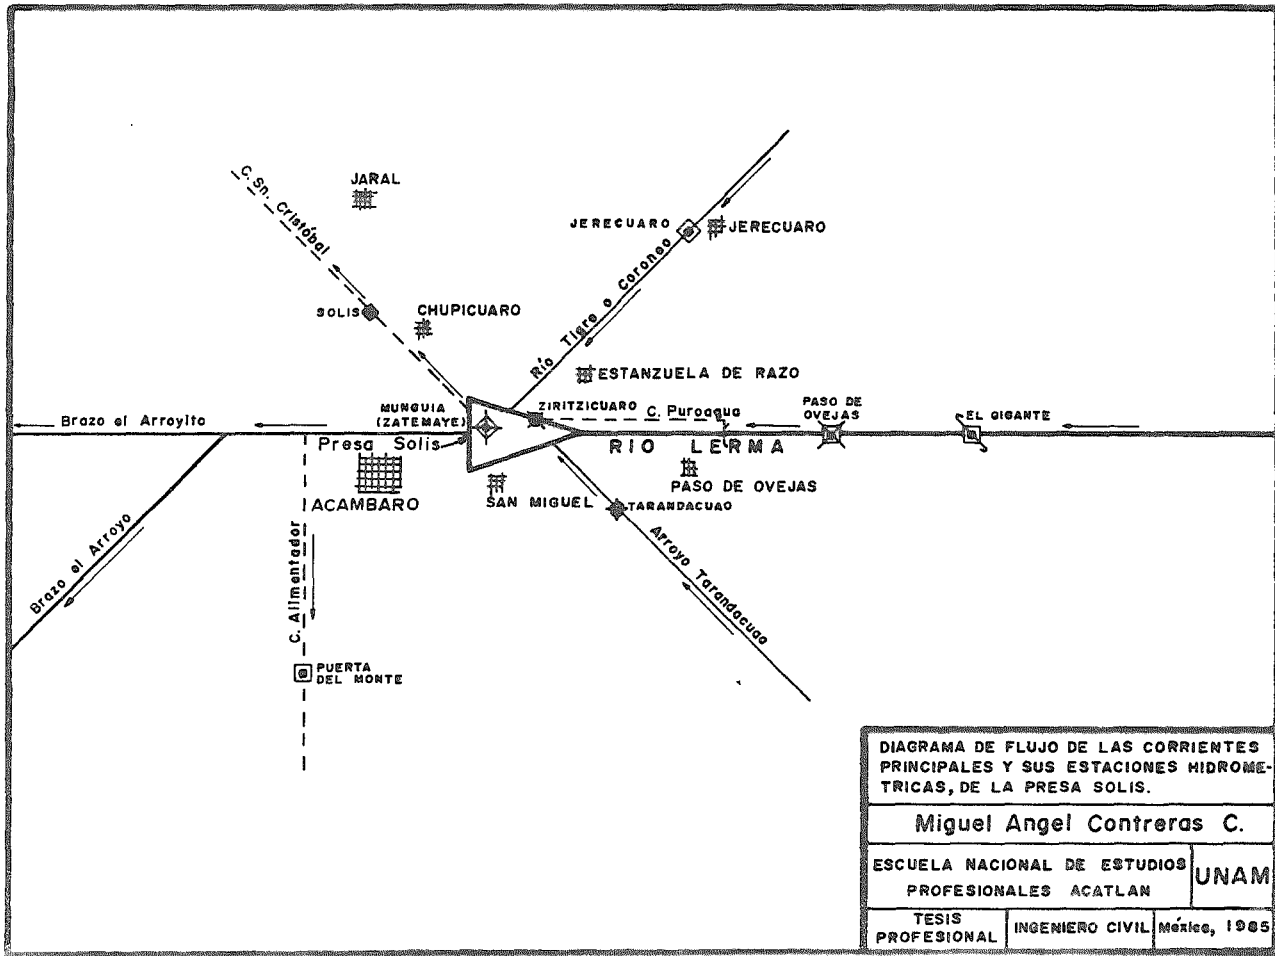 C. Sn. Cristóbal
JARAL
JERECUARO
JERECUARO
Río Tigre o Coroneo
SOLIS
CHUPICUARO
ESTANZUELA DE RAZO
MUNGUIA
(ZATEMAYE)
ZIRITZICUARO
C. Puroagua
PASO DE
OVEJAS
EL GIGANTE
Brazo el Arroyito
Presa Solis
RIO LERMA
ACAMBARO
SAN MIGUEL
PASO DE OVEJAS
TARANDACUAO
Brazo el Arroyo
C. Alimentador
Arroyo Tarandacuao
PUERTA
DEL MONTE
DIAGRAMA DE FLUJO DE LAS CORRIENTES
PRINCIPALES Y SUS ESTACIONES HIDROME-
TRICAS, DE LA PRESA SOLIS.
Miguel Angel Contreras C.
ESCUELA NACIONAL DE ESTUDIOS
PROFESIONALES ACATLAN
UNAM
TESIS
PROFESIONAL
INGENIERO CIVIL
México, 1985